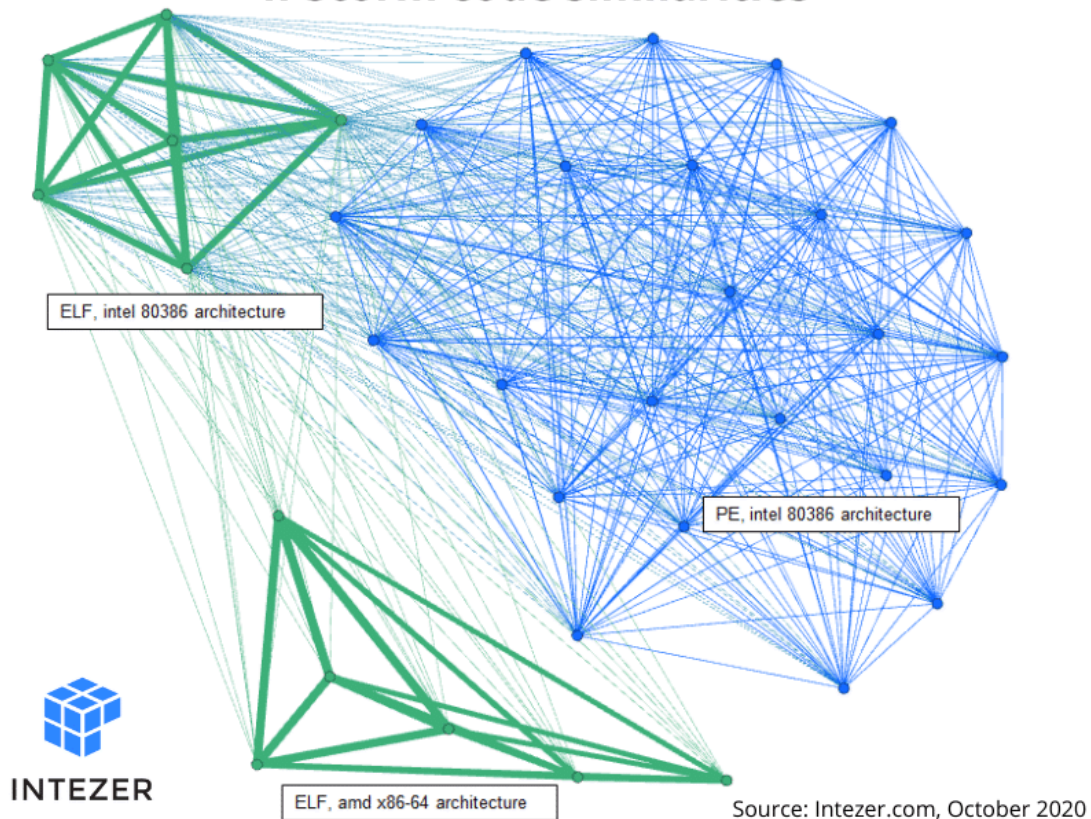 ELF, intel 80386 architecture
PE, intel 80386 architecture
INTEZER
ELF, amd x86-64 architecture
Source: Intezer.com, October 2020